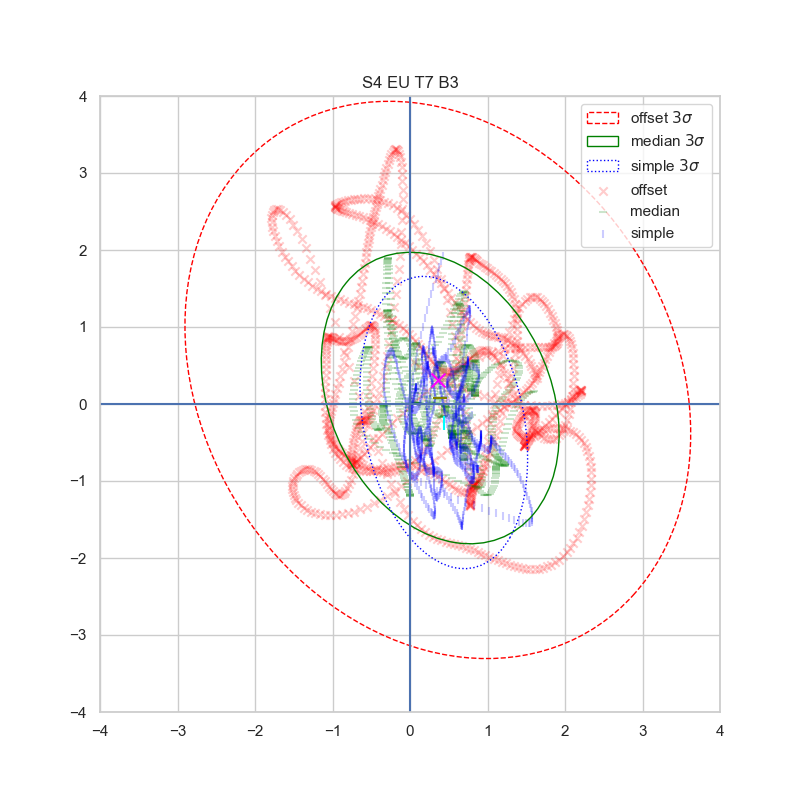 S4 EU T7 B3
offset 3σ
median 3σ
simple 3σ
offset
median
simple
4
3
2
1
0
−1
−2
−3
−4
−4 −3 −2 −1 0 1 2 3 4